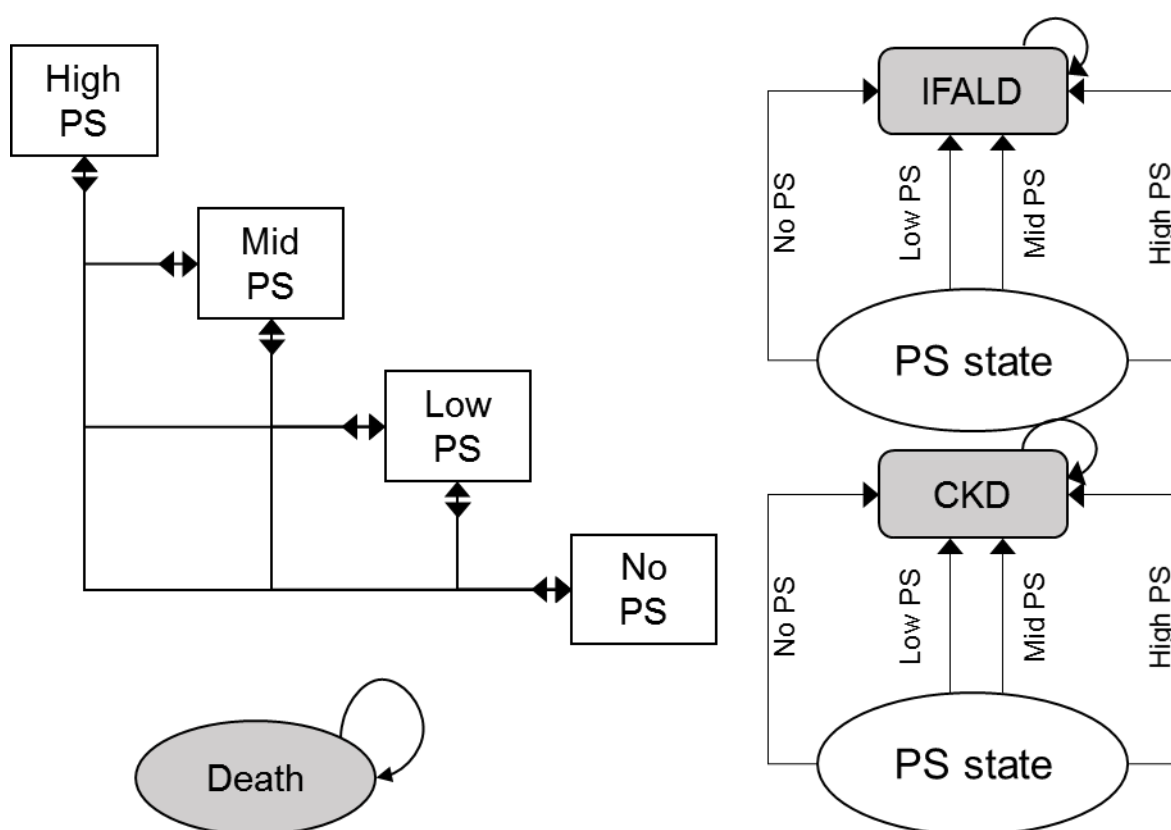 High
PS
Mid
PS
Low
PS
No
PS
Death
IFALD
No PS
Low PS
Mid PS
High PS
PS state
CKD
No PS
Low PS
Mid PS
High PS
PS state